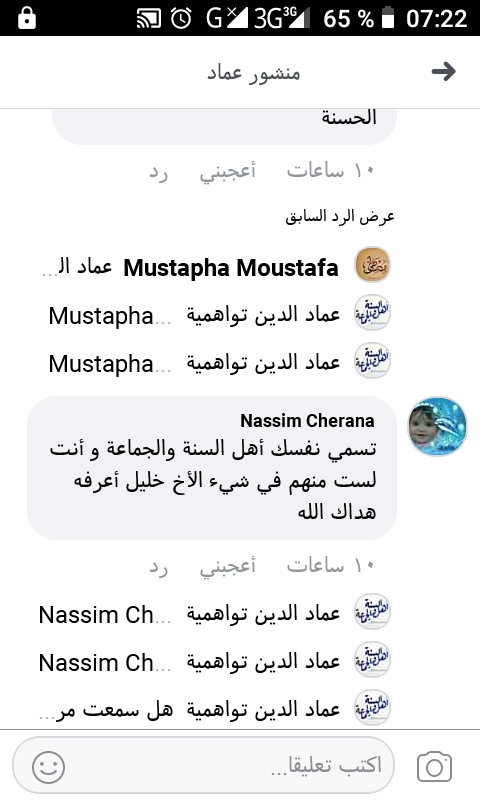 G 3G 3G 65 % 07:22
منشور عماد
الحسنة
١٠ ساعات أعجبني رد
عرض الرد السابق
Mustapha Moustafa عماد الـ...
عماد الدين تواهمية Mustapha...
عماد الدين تواهمية Mustapha...
Nassim Cherana
تسمي نفسك أهل السنة والجماعة و أنت
لست منهم في شيء الأخ خليل أعرفه
هداك الله
١٠ ساعات أعجبني رد
عماد الدين تواهمية Nassim Ch...
عماد الدين تواهمية Nassim Ch...
عماد الدين تواهمية هل سمعت مر...
اكتب تعليقا...